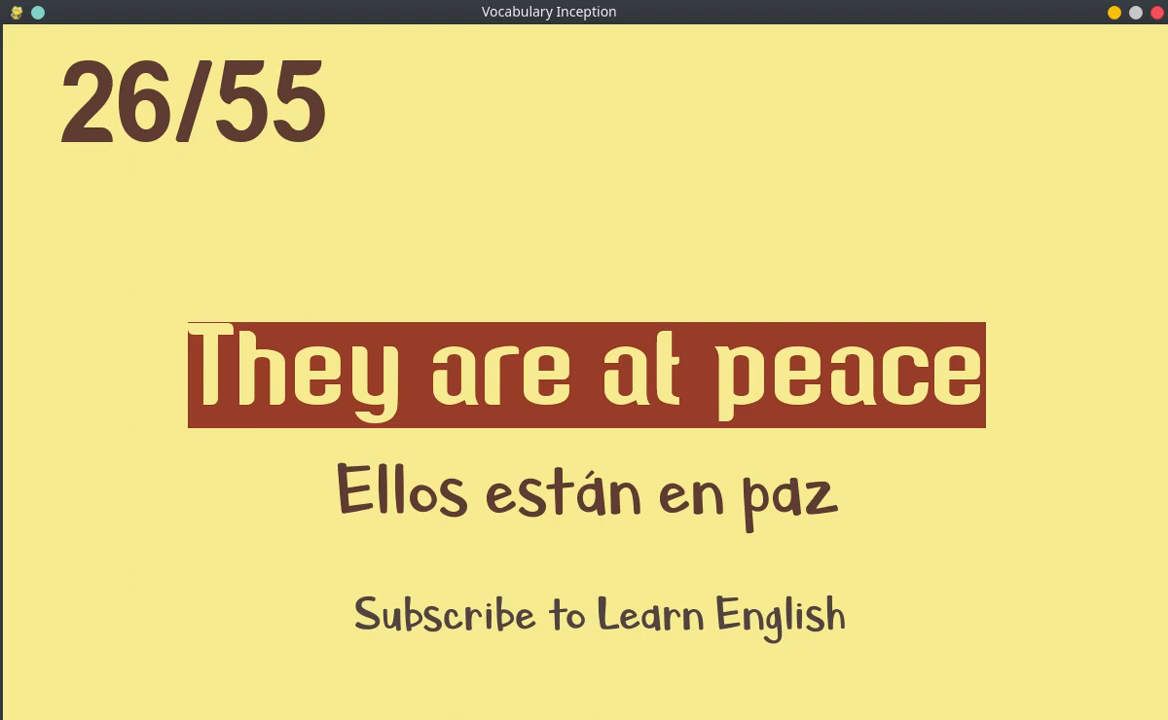 Vocabulary Inception
26/55
They are at peace
Ellos están en paz
Subscribe to Learn English